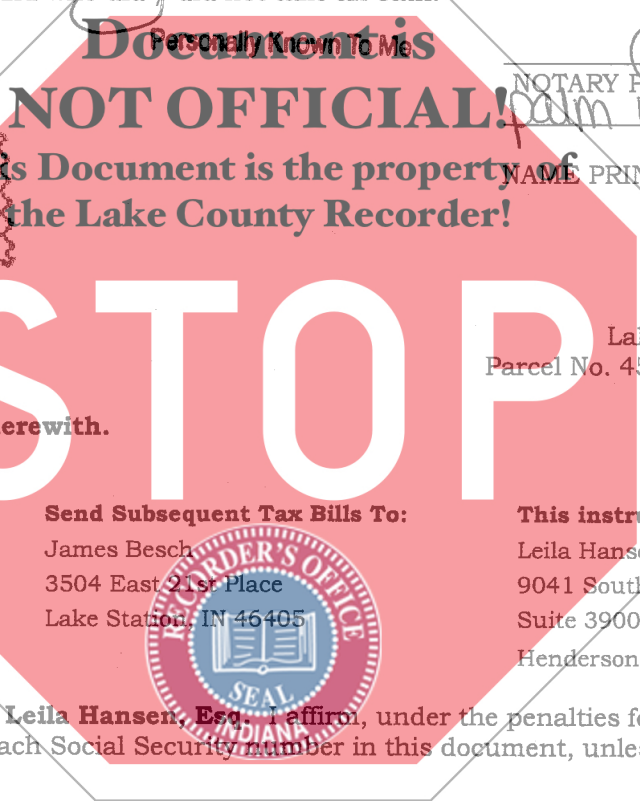 Document is
Personally Known To Me
NOT OFFICIAL!
NOTARY
palm
s Document is the property of
NAME PRIN
the Lake County Recorder!
STOP
Parcel No. 45
erewith.
Send Subsequent Tax Bills To:
This instru
James Besch
Leila Hanse
3504 East 21st Place
9041 South
Lake Station, IN 46405
Suite 3900
Henderson
RECORDER'S OFFICE
SEAL
INDIANA
Leila Hansen, Esq. I affirm, under the penalties fo
ach Social Security number in this document, unles